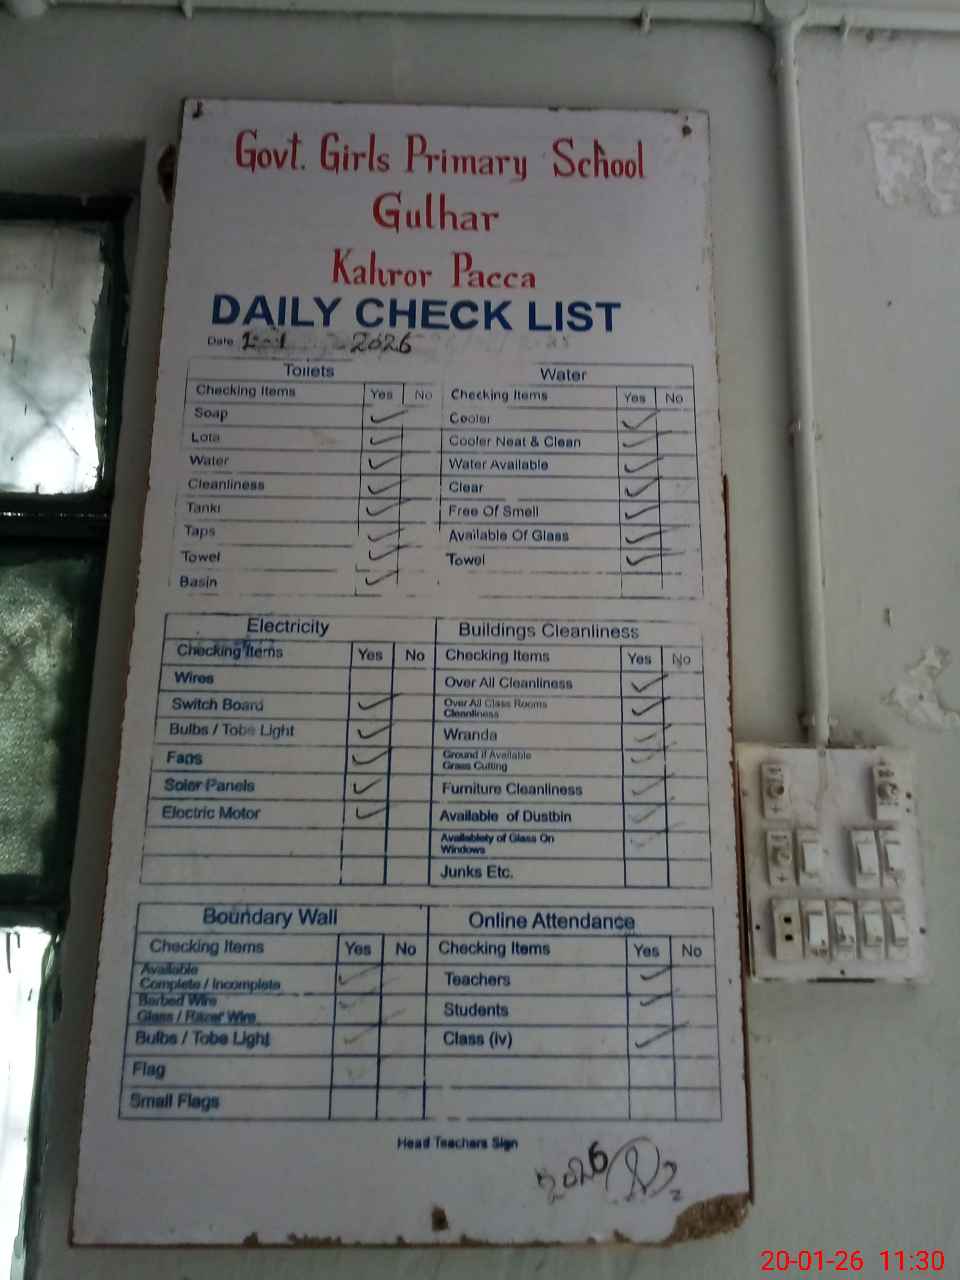 Govt. Girls Primary School
Gulhar
Kahror Pacca
DAILY CHECK LIST
Date 2026
Toilets
Checking Items Yes No
Soap
Lota
Water
Cleanliness
Tanki
Taps
Towel
Basin
Water
Checking Items Yes No
Cooler
Cooler Neat & Clean
Water Available
Clear
Free Of Smell
Available Of Glass
Towel
Electricity
Checking Items Yes No
Wires
Switch Board
Bulbs / Tobe Light
Fans
Soler Panels
Electric Motor
Buildings Cleanliness
Checking Items Yes No
Over All Cleanliness
Over All Class Rooms
Cleanliness
Wranda
Ground if Available
Grass Cutting
Furniture Cleanliness
Available of Dustbin
Availablety of Glass On
Windows
Junks Etc.
Boundary Wall
Checking Items Yes No
Available
Complete / Incomplete
Berbed Wire
Glass / Razer Wire
Bulbs / Tobe Light
Flag
Small Flags
Online Attendance
Checking Items Yes No
Teachers
Students
Class (iv)
Head Teachers Sign
2026
20-01-26 11:30